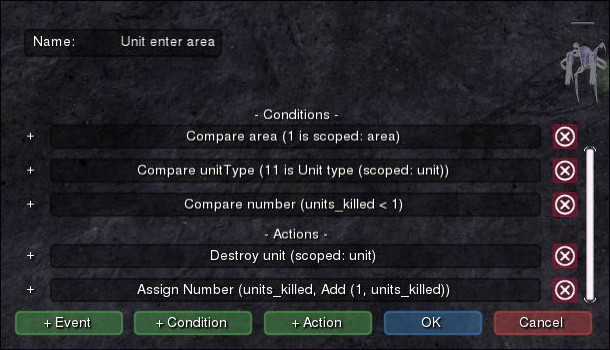 Name: Unit enter area
- Conditions -
+ Compare area (1 is scoped: area)
+ Compare unitType (11 is Unit type (scoped: unit))
+ Compare number (units_killed < 1)
- Actions -
+ Destroy unit (scoped: unit)
+ Assign Number (units_killed, Add (1, units_killed))
+ Event + Condition + Action OK Cancel